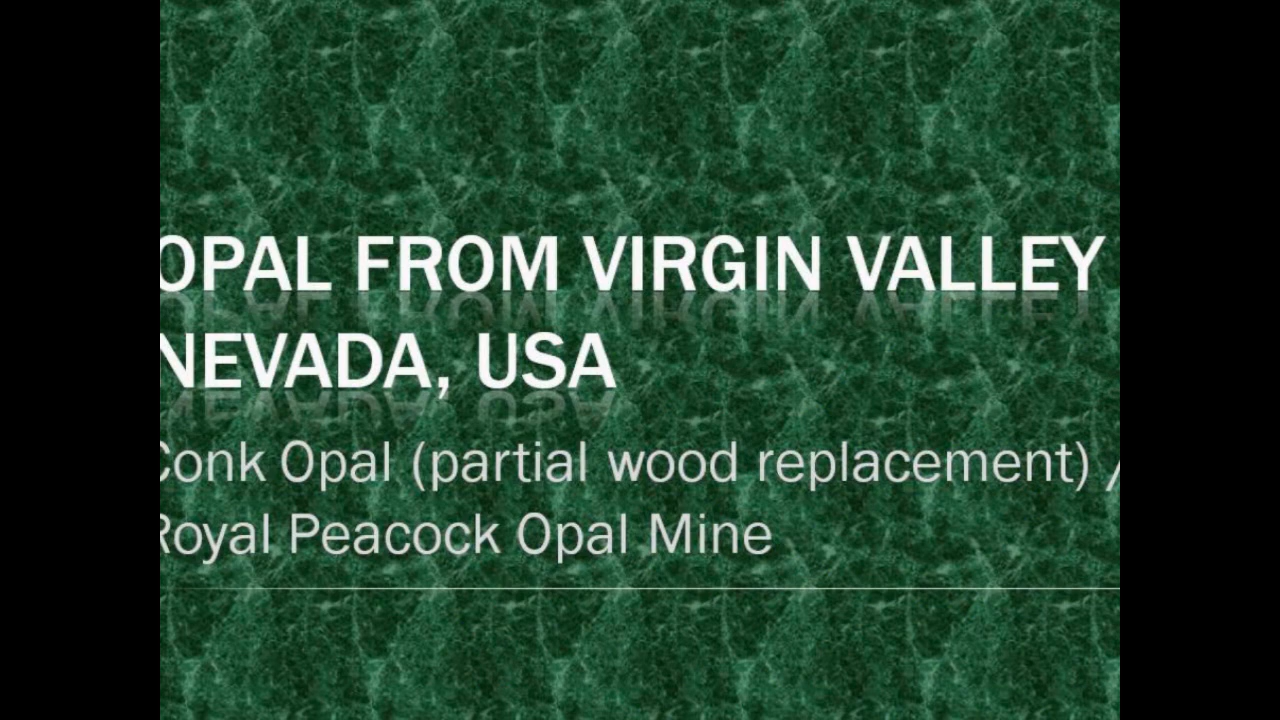 OPAL FROM VIRGIN VALLEY
NEVADA, USA
Conk Opal (partial wood replacement) /
Royal Peacock Opal Mine